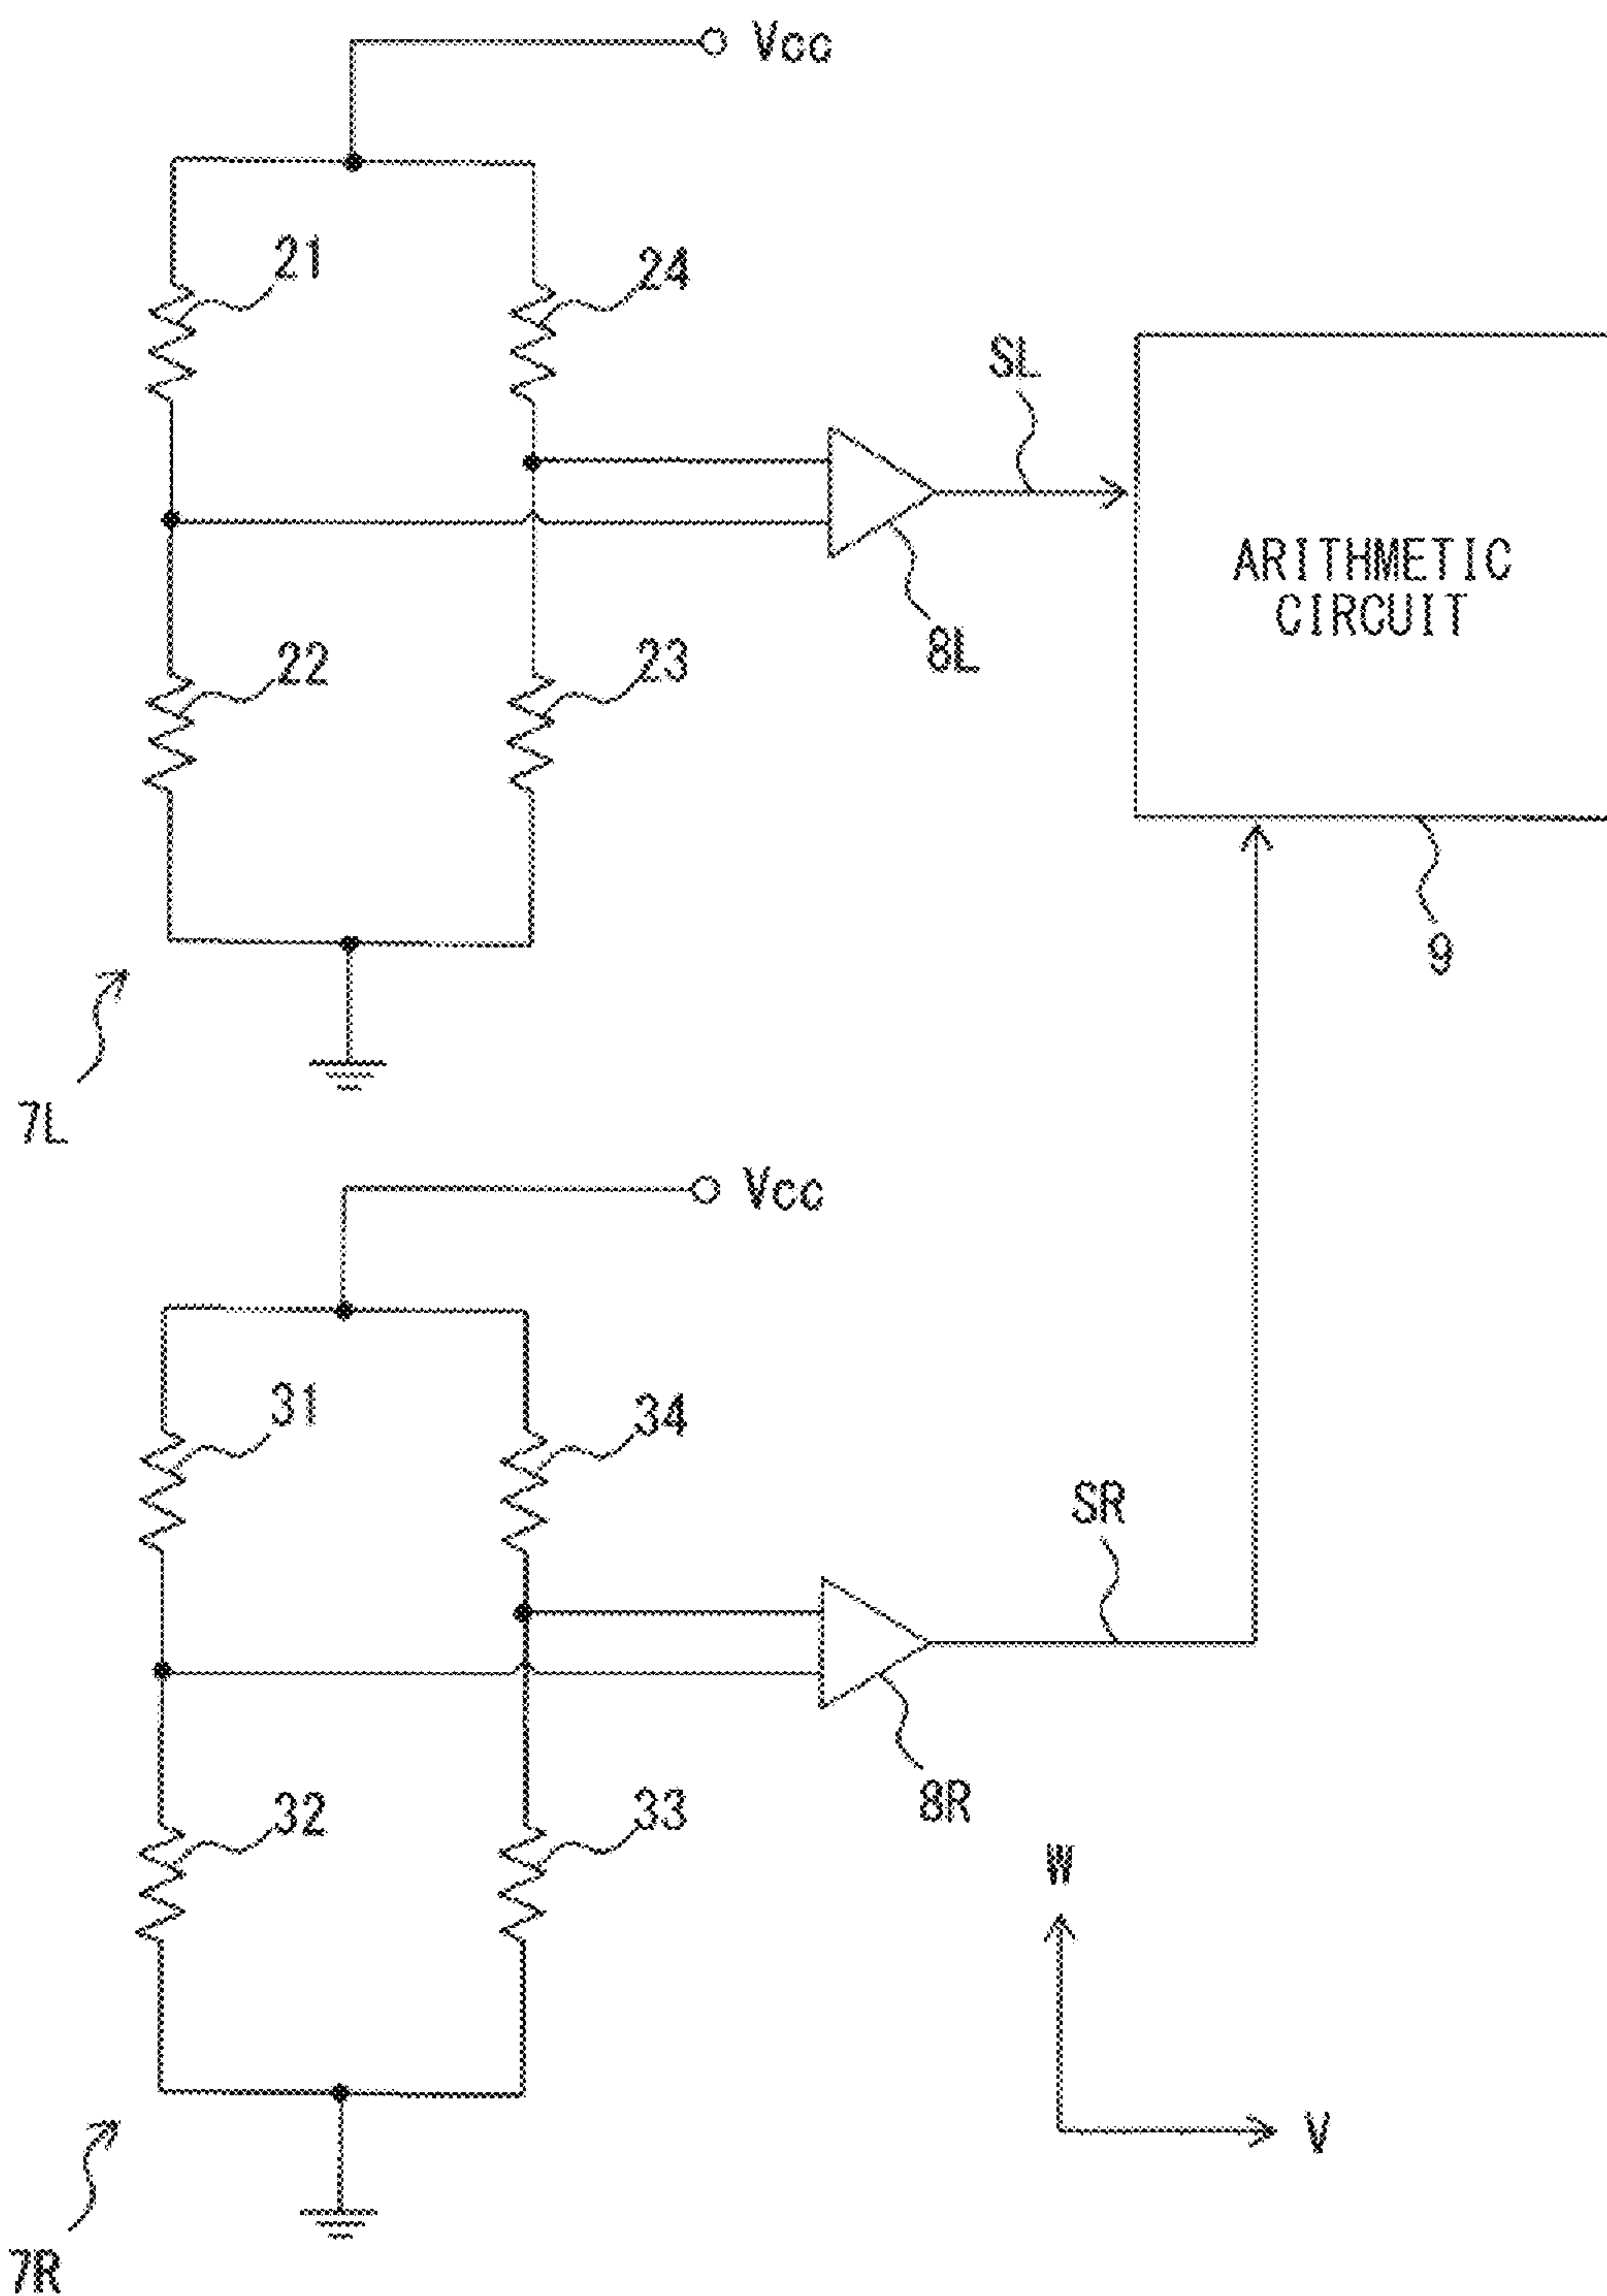 Vcc
21
24
SL
ARITHMETIC
CIRCUIT
8L
22
23
9
7L
Vcc
31
34
SR
8R
32
33
W
V
7R